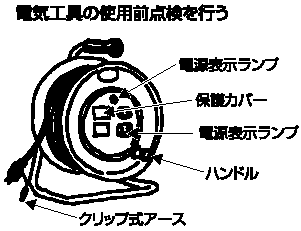 電気工具の使用前点検を行う
電源表示ランプ
保護カバー
電源表示ランプ
ハンドル
クリップ式アース